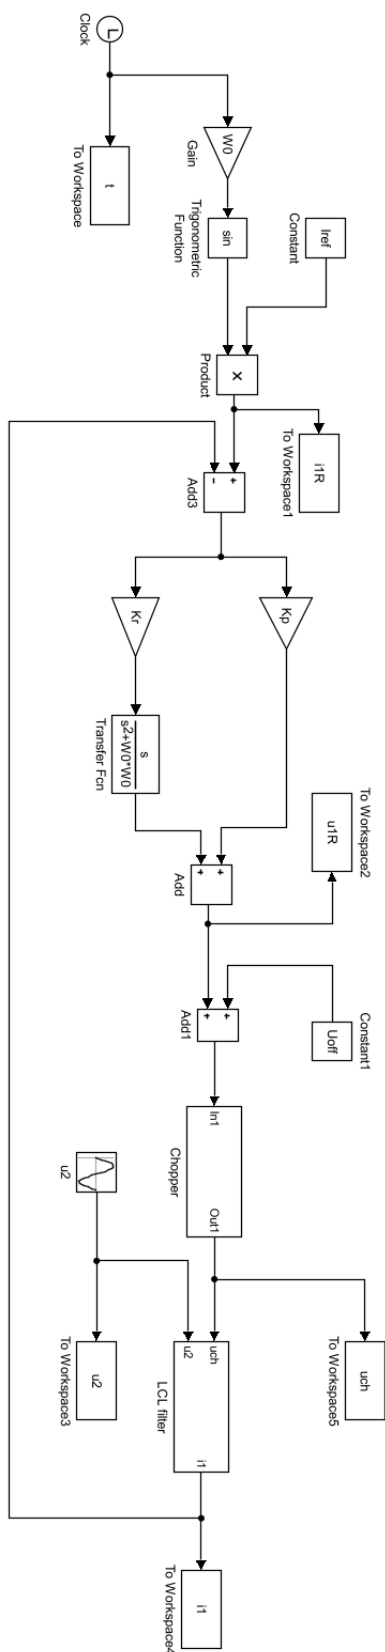 L
Clock
t
To Workspace
W0
Gain
sin
Trigonometric
Function
Iref
Constant
×
Product
i1R
To Workspace1
+
−
Add3
Kp
Kr
s
s2+W0*W0
Transfer Fcn
+
+
Add
u1R
To Workspace2
Uoff
Constant1
+
+
Add1
In1
Out1
Chopper
u2
u2
To Workspace3
uch
To Workspace5
uch
u2
i1
LCL filter
i1
To Workspace4